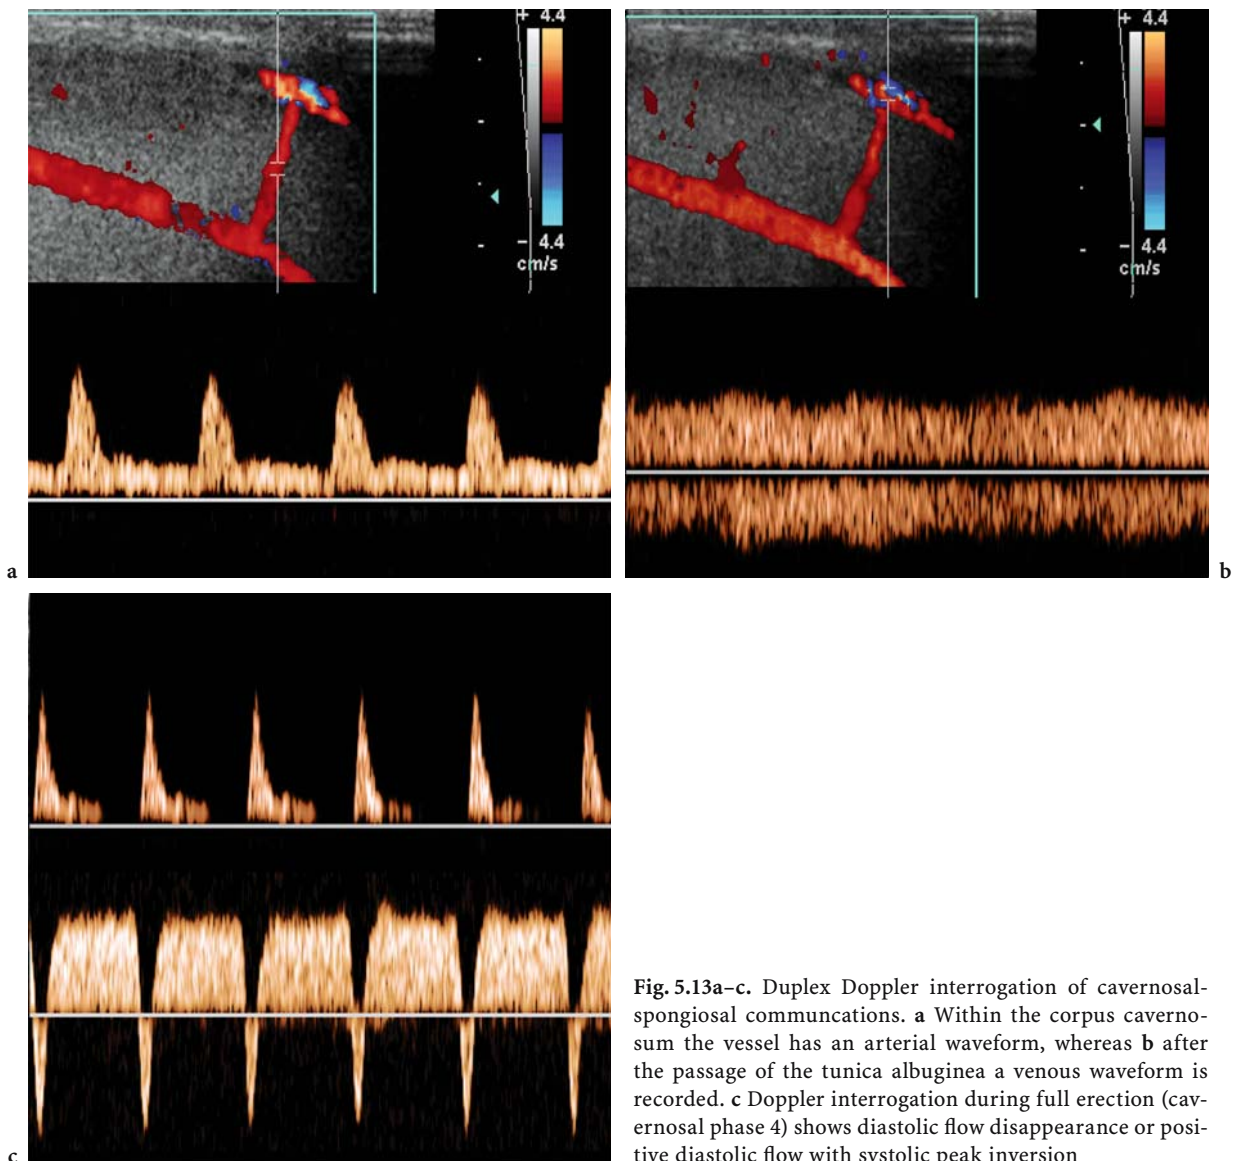 + 4.4
− 4.4
cm/s
+ 4.4
− 4.4
cm/s
a
b
c
Fig. 5.13a–c. Duplex Doppler interrogation of cavernosal-
spongiosal communcations. a Within the corpus caverno-
sum the vessel has an arterial waveform, whereas b after
the passage of the tunica albuginea a venous waveform is
recorded. c Doppler interrogation during full erection (cav-
ernosal phase 4) shows diastolic flow disappearance or posi-
tive diastolic flow with systolic peak inversion